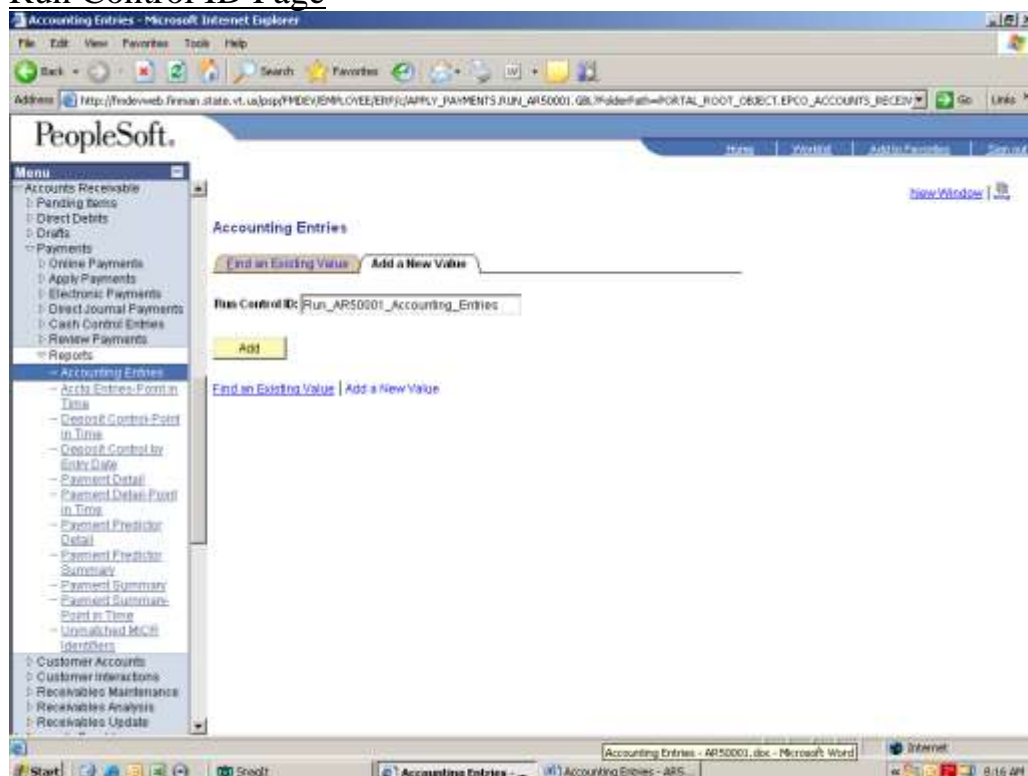 Run Control ID Page
Accounting Entries - Microsoft Internet Explorer
File Edit View Favorites Tools Help
Back Search Favorites
Address Go Links
PeopleSoft.
Home Worklist Add to Favorites Sign out
Menu
New Window
Accounts Receivable
Pending Items
Direct Debits
Drafts
Payments
Online Payments
Apply Payments
Electronic Payments
Direct Journal Payments
Cash Control Entries
Review Payments
Reports
Accounting Entries
Acctg Entries-Point in
Time
Deposit Control-Point
in Time
Deposit Control by
Entry Date
Payment Detail
Payment Detail-Point
in Time
Payment Predictor
Detail
Payment Predictor
Summary
Payment Summary
Payment Summary-
Point in Time
Unmatched MICR
Identifiers
Customer Accounts
Customer Interactions
Receivables Maintenance
Receivables Analysis
Receivables Update
Accounting Entries
Find an Existing Value Add a New Value
Run Control ID: Run_AR50001_Accounting_Entries
Add
Find an Existing Value | Add a New Value
Accounting Entries - AR50001.doc - Microsoft Word
Internet
Start SnagIt Accounting Entries - ... Accounting Entries - AR5... 8:16 AM